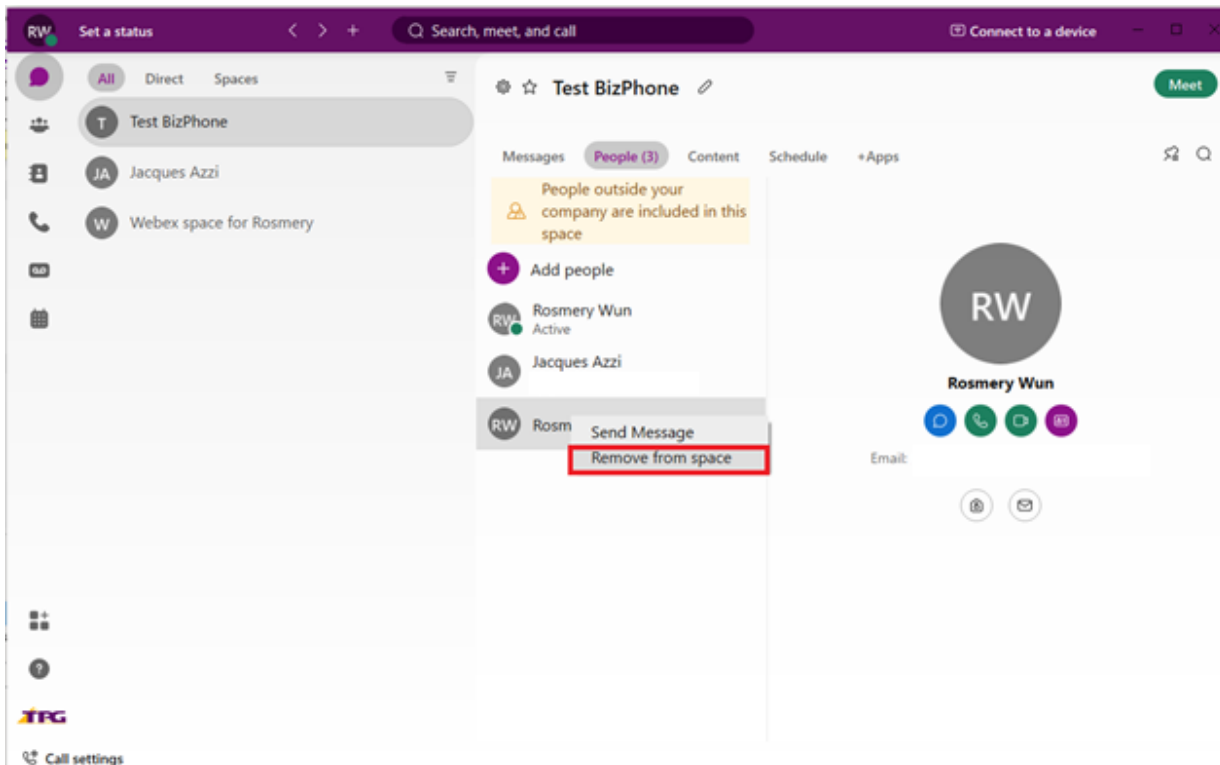 RW Set a status Search, meet, and call Connect to a device
All Direct Spaces
T Test BizPhone
JA Jacques Azzi
W Webex space for Rosmery
Test BizPhone Meet
Messages People (3) Content Schedule +Apps
People outside your
company are included in this
space
Add people
RW Rosmery Wun
Active
JA Jacques Azzi
RW Rosm
Send Message
Remove from space
RW
Rosmery Wun
Email:
TPG
Call settings